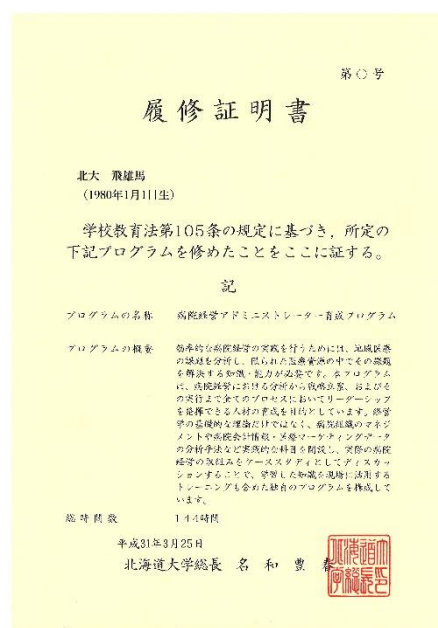 第○号
履修証明書
北大 飛雄馬
(1980年1月1日生)
学校教育法第105条の規定に基づき，所定の
下記プログラムを修めたことをここに証する。
記
プログラムの名称 病院経営アドミニストレーター育成プログラム
プログラムの概要 効率的な病院経営の実践を行うためには、地域医療
の課題を分析し、限られた医療資源の中でその課題
を解決する知識・能力が必要です。本プログラム
は、病院経営における分析から戦略立案、およびそ
の実行まで全てのプロセスにおいてリーダーシップ
を発揮できる人材の育成を目的としています。経営
学の基礎的な理論だけではなく、病院組織のマネジ
メントや病院会計情報・医療マーケティングデータ
の分析手法など実践的な科目を開設し、実際の病院
経営の取組みをケーススタディとしてディスカッ
ションすることで、学習した知識を現場に活用する
トレーニングも含めた独自のプログラムを構成して
います。
総時間数 144時間
平成31年3月25日
北海道大学総長 名和豊春